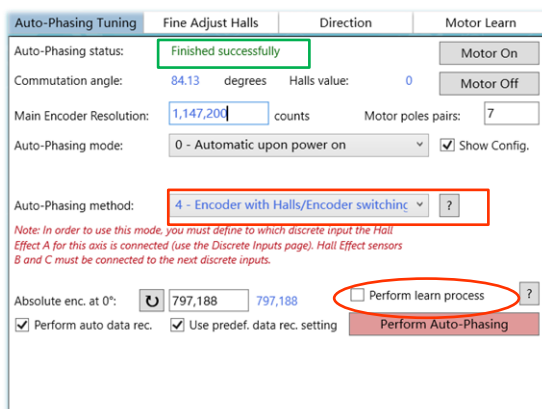 Auto-Phasing Tuning Fine Adjust Halls Direction Motor Learn
Auto-Phasing status: Finished successfully Motor On
Commutation angle: 84.13 degrees Halls value: 0 Motor Off
Main Encoder Resolution: 1,147,200 counts Motor poles pairs: 7
Auto-Phasing mode: 0 - Automatic upon power on Show Config.
Auto-Phasing method: 4 - Encoder with Halls/Encoder switching ?
Note: In order to use this mode, you must define to which discrete input the Hall
Effect A for this axis is connected (use the Discrete Inputs page). Hall Effect sensors
B and C must be connected to the next discrete inputs.
Absolute enc. at 0°: 797,188 797,188 Perform learn process ?
Perform auto data rec. Use predef. data rec. setting Perform Auto-Phasing